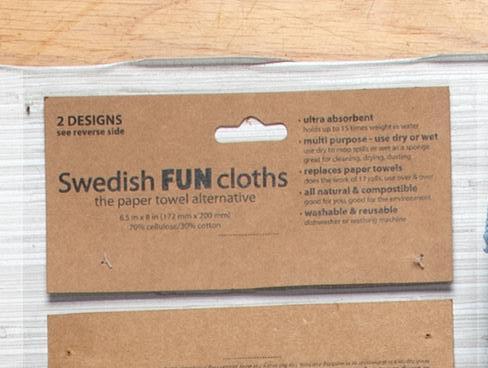 2 DESIGNS
see reverse side
Swedish FUN cloths
the paper towel alternative
6.5 in x 8 in (172 mm x 200 mm)
70% cellulose/30% cotton
· ultra absorbent
holds up to 15 times weight in water
· multi purpose - use dry or wet
use dry to mop spills or wet as a sponge
great for cleaning, drying, dusting
· replaces paper towels
does the work of 17 rolls, use over & over
· all natural & compostible
good for you, good for the environment
· washable & reusable
dishwasher or washing machine